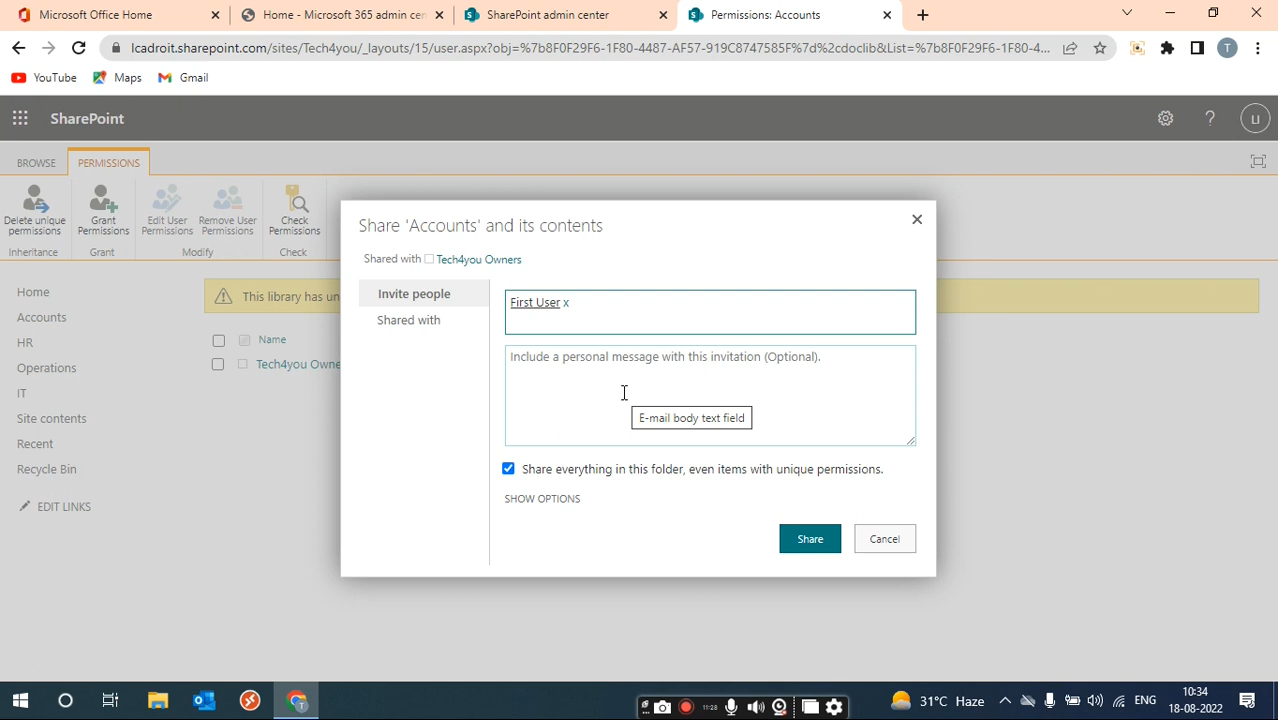 Microsoft Office Home
Home - Microsoft 365 admin cen
SharePoint admin center
Permissions: Accounts
lcadroit.sharepoint.com/sites/Tech4you/_layouts/15/user.aspx?obj=%7b8F0F29F6-1F80-4487-AF57-919C8747585F%7d%2cdoclib&List=%7b8F0F29F6-1F80-4...
T
YouTube
Maps
Gmail
SharePoint
LI
BROWSE
PERMISSIONS
Delete unique permissions
Grant Permissions
Edit User Permissions
Remove User Permissions
Check Permissions
Inheritance
Grant
Modify
Check
Home
Accounts
HR
Operations
IT
Site contents
Recent
Recycle Bin
EDIT LINKS
This library has un
Name
Tech4you Owne
Share 'Accounts' and its contents
Shared with Tech4you Owners
Invite people
Shared with
First User x
Include a personal message with this invitation (Optional).
E-mail body text field
Share everything in this folder, even items with unique permissions.
SHOW OPTIONS
Share
Cancel
11:28
31°C Haze
ENG
10:34
18-08-2022